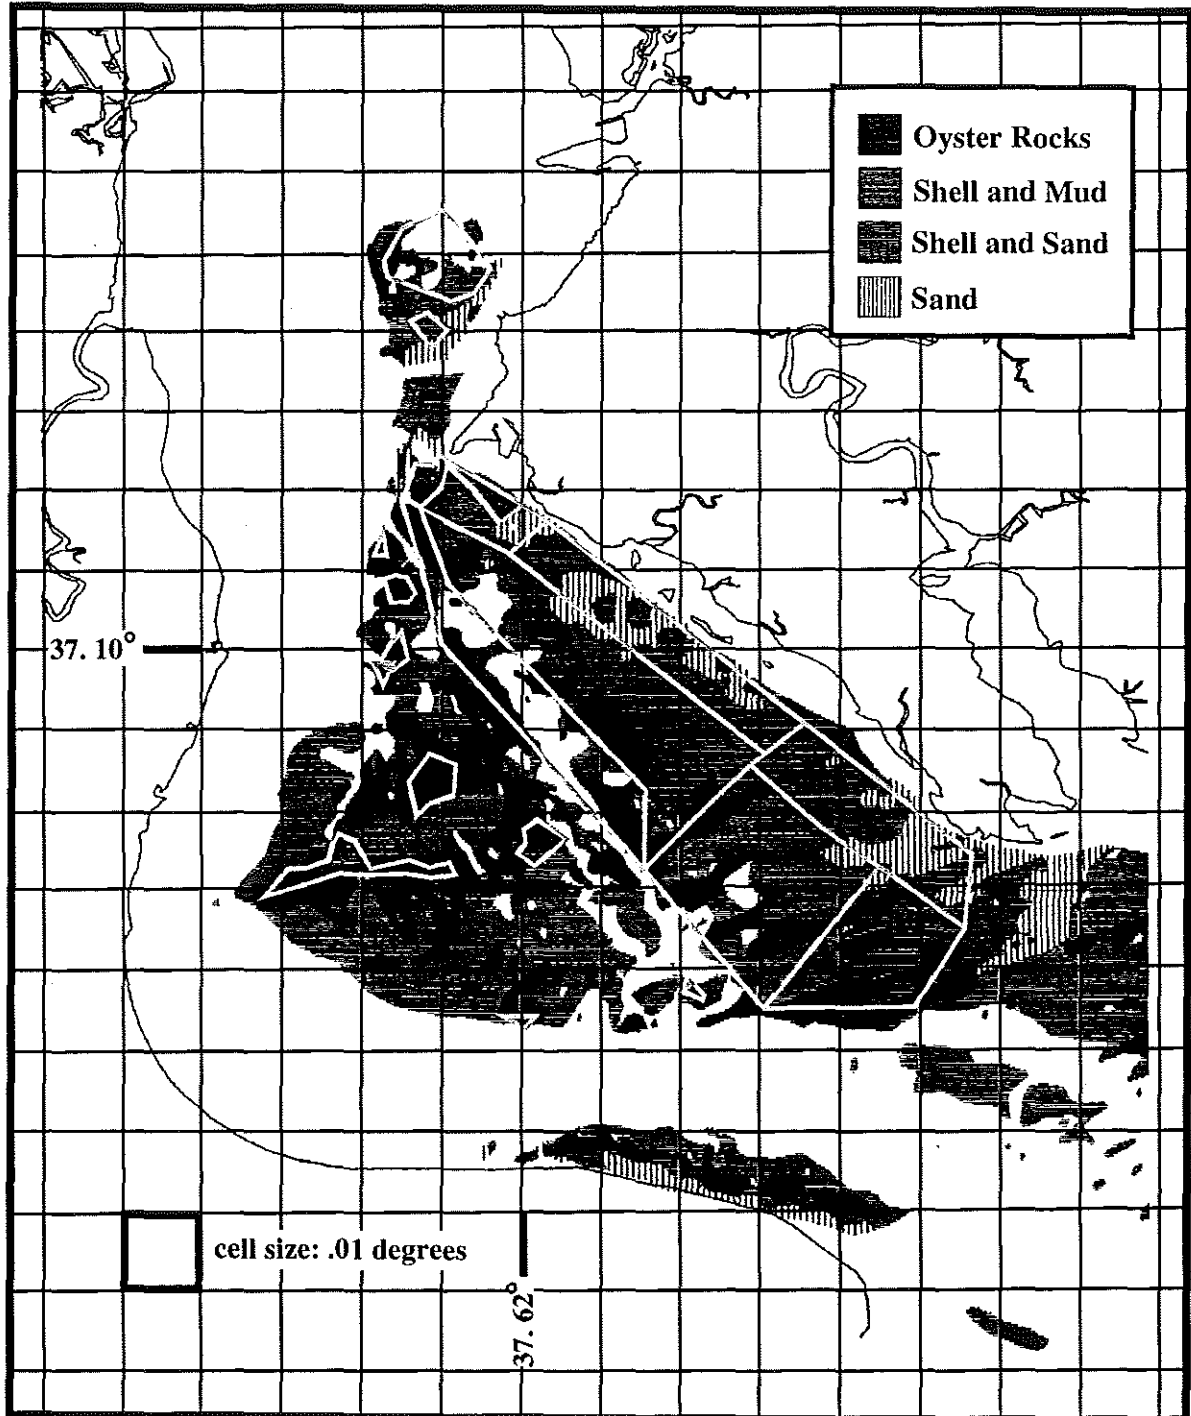 Oyster Rocks
Shell and Mud
Shell and Sand
Sand
37. 10°
cell size: .01 degrees
37. 62°